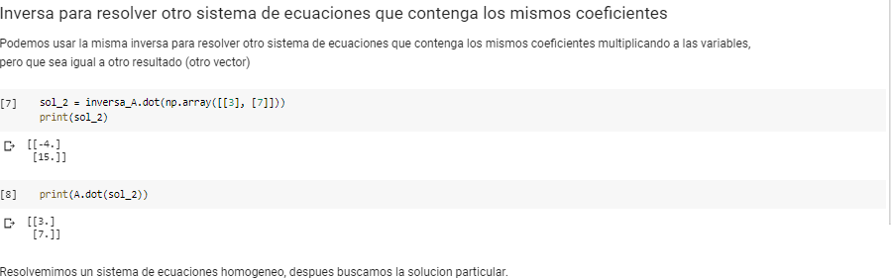 Inversa para resolver otro sistema de ecuaciones que contenga los mismos coeficientes
Podemos usar la misma inversa para resolver otro sistema de ecuaciones que contenga los mismos coeficientes multiplicando a las variables,
pero que sea igual a otro resultado (otro vector)
[7] sol_2 = inversa_A.dot(np.array([[3], [7]]))
print(sol_2)
[[-4.]
[15.]]
[8] print(A.dot(sol_2))
[[3.]
[7.]]
Resolvemimos un sistema de ecuaciones homogeneo, despues buscamos la solucion particular.